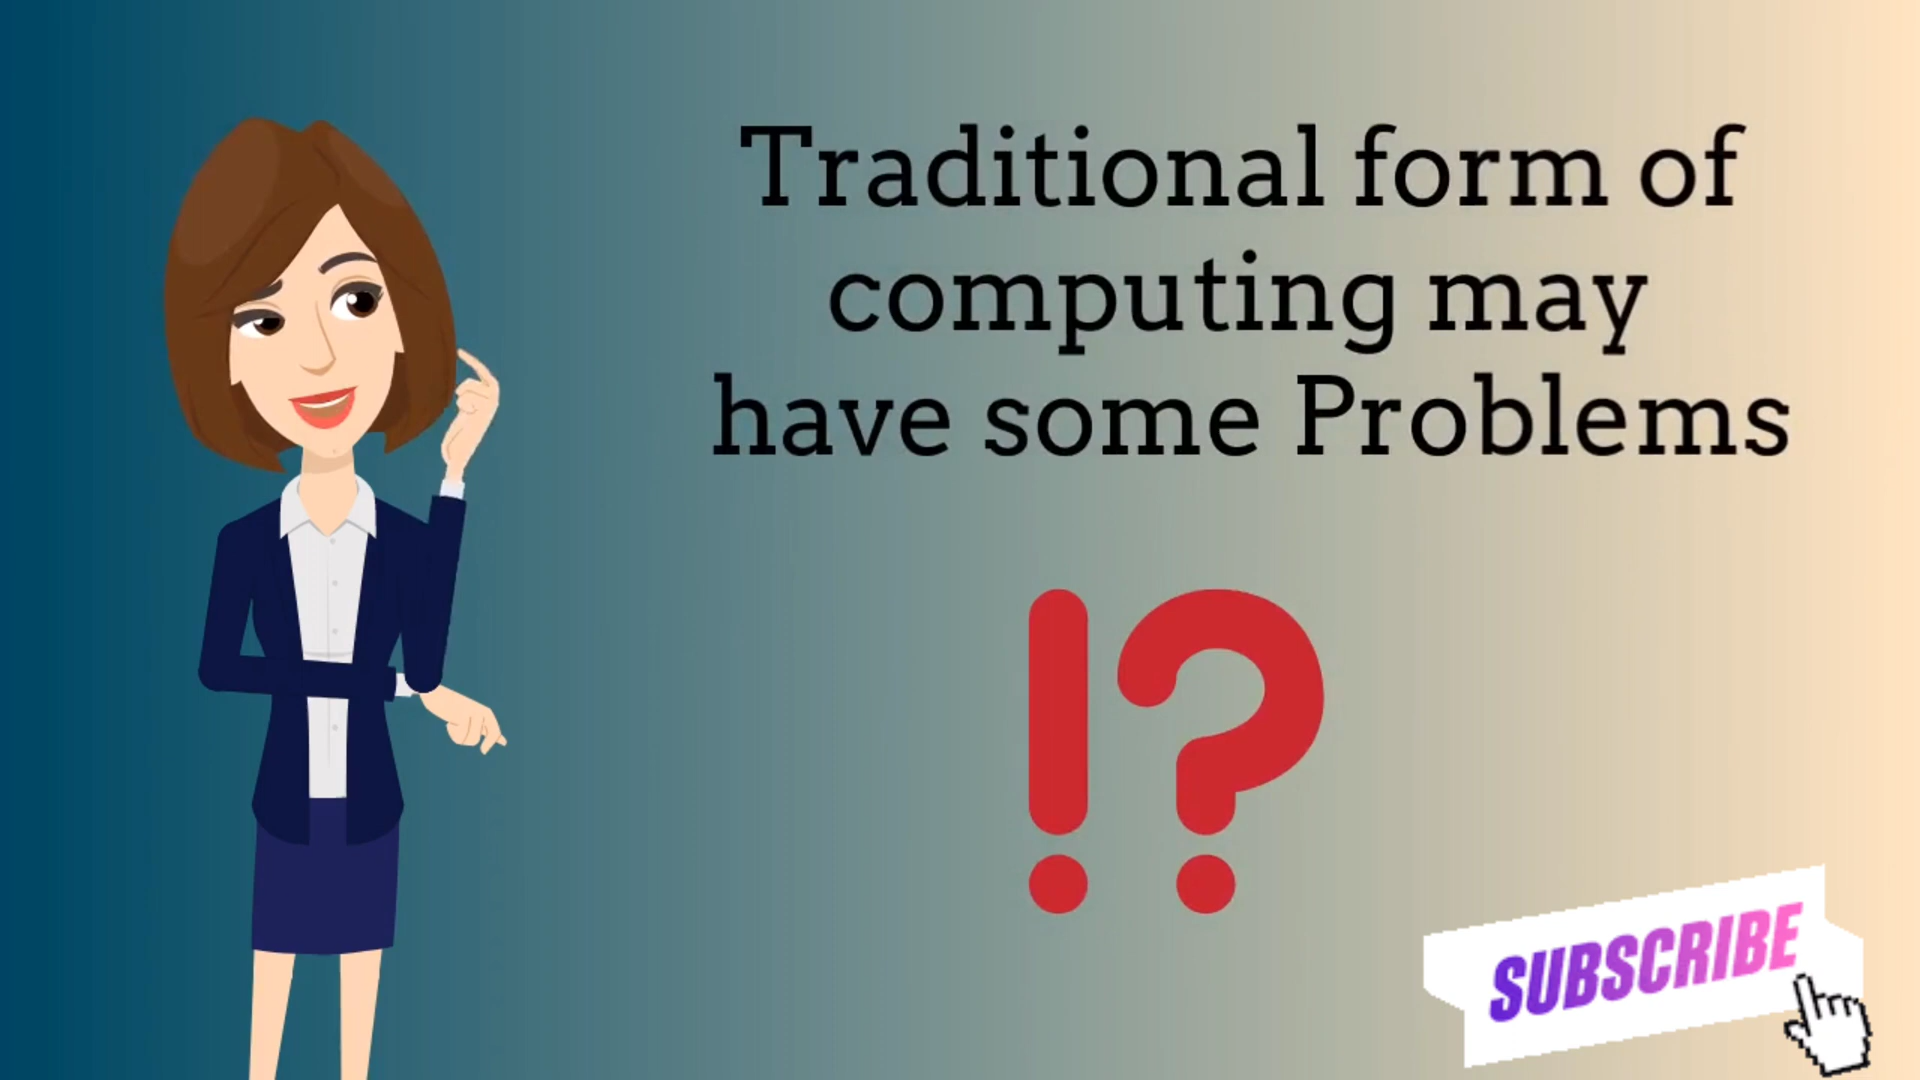 Traditional form of
computing may
have some Problems
!?
SUBSCRIBE